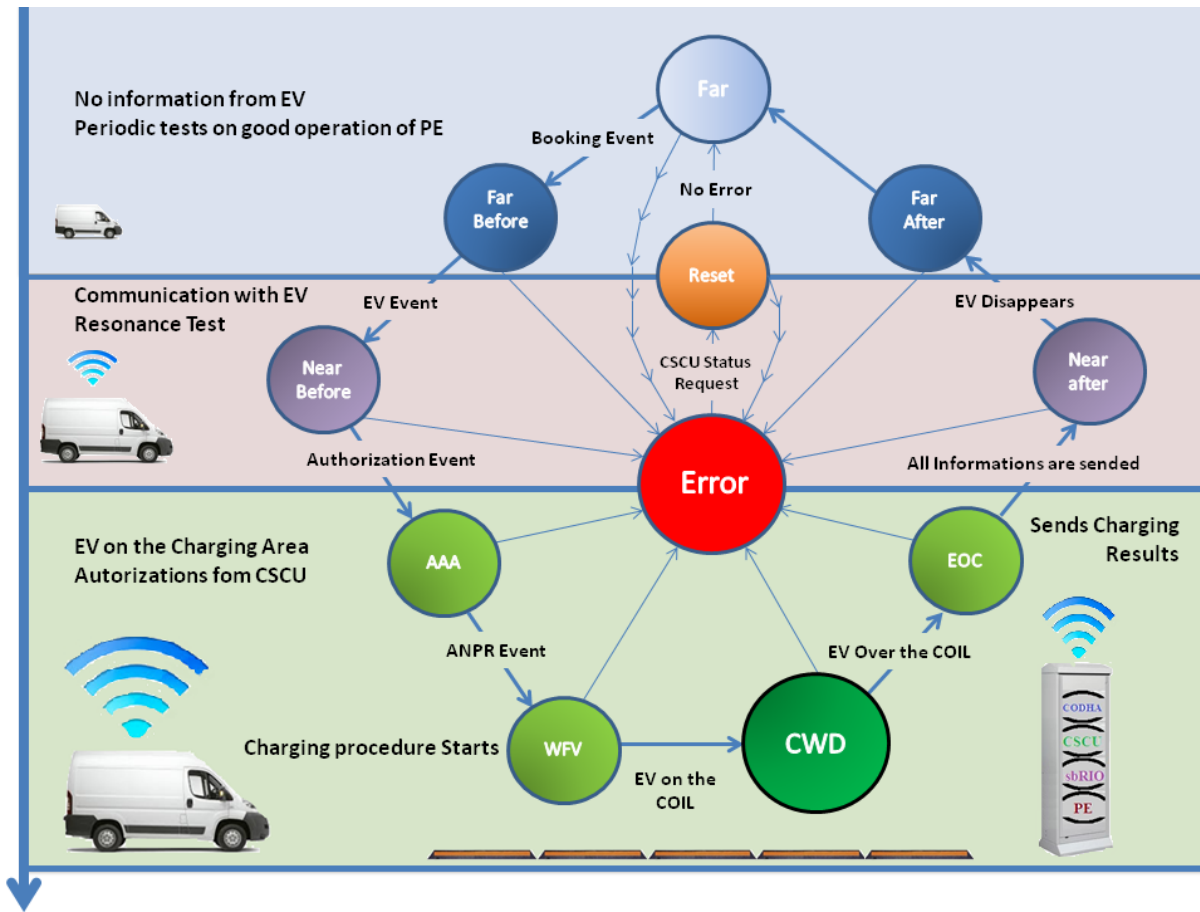 No information from EV
Periodic tests on good operation of PE
Far
Booking Event
Far
Before
No Error
Far
After
Reset
Communication with EV
Resonance Test
EV Event
EV Disappears
CSCU Status
Request
Near
Before
Near
after
Authorization Event
Error
All Informations are sended
EV on the Charging Area
Autorizations fom CSCU
AAA
EOC
Sends Charging
Results
ANPR Event
EV Over the COIL
Charging procedure Starts
WFV
CWD
EV on the
COIL
CODHA
CSCU
sbRIO
PE